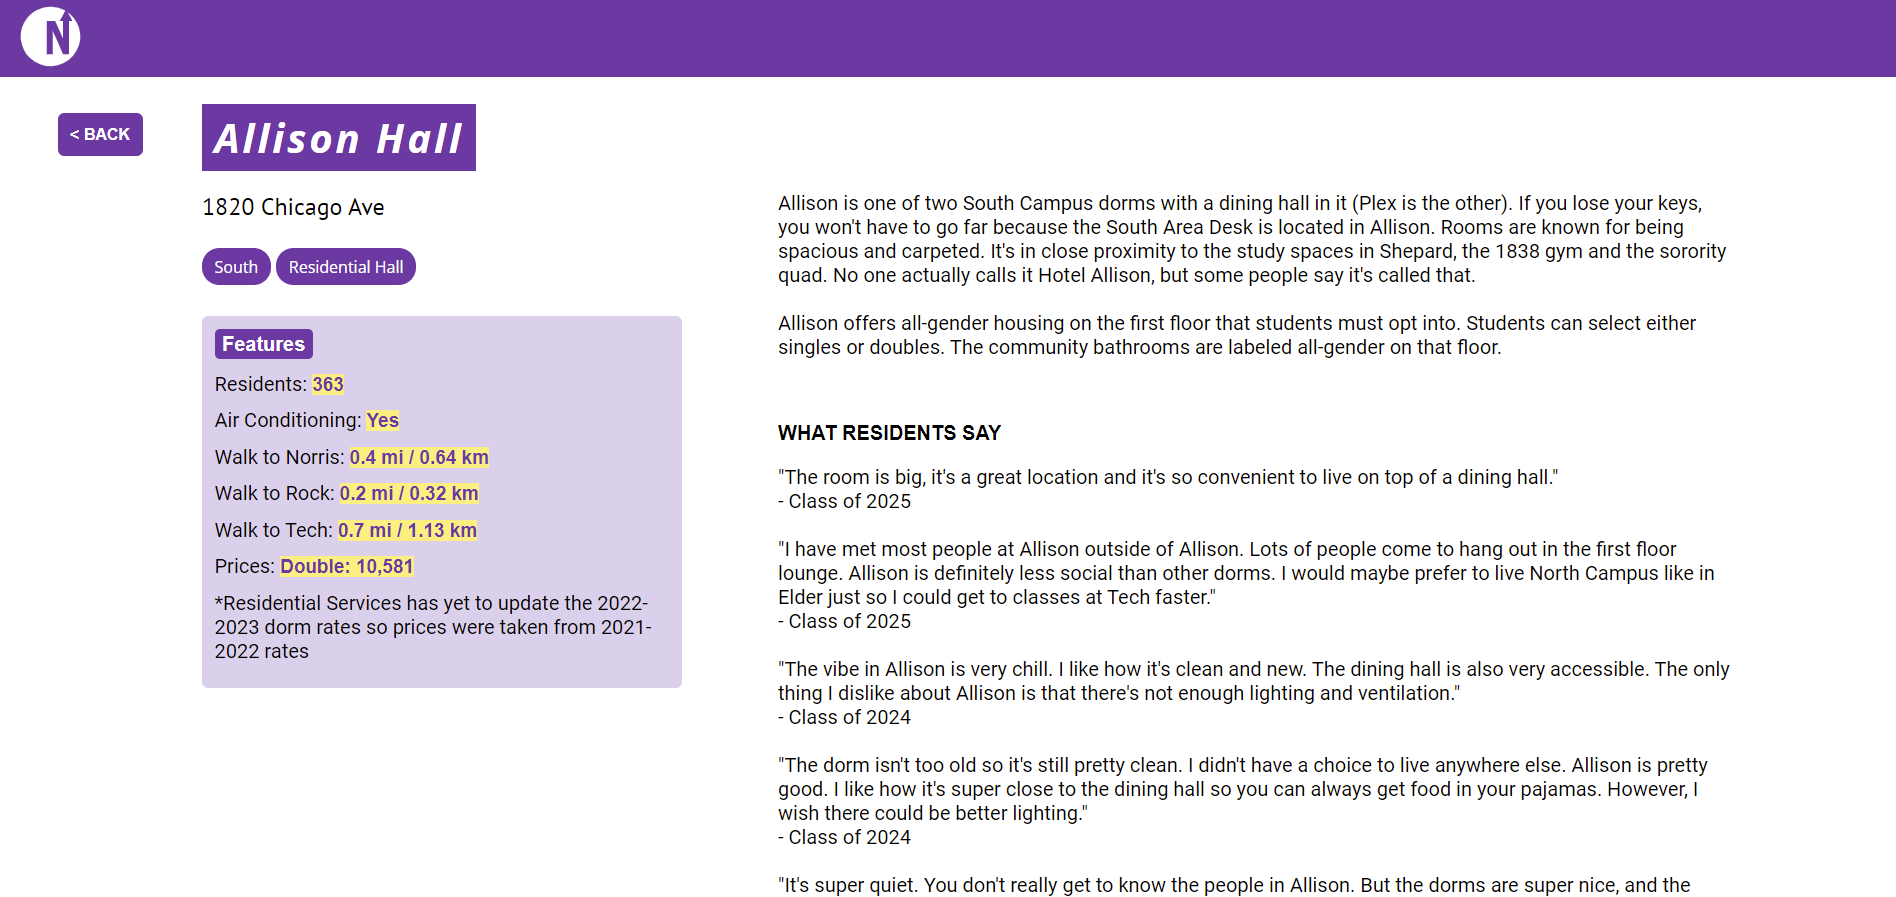 N
< BACK
Allison Hall
1820 Chicago Ave
South
Residential Hall
Features
Residents: 363
Air Conditioning: Yes
Walk to Norris: 0.4 mi / 0.64 km
Walk to Rock: 0.2 mi / 0.32 km
Walk to Tech: 0.7 mi / 1.13 km
Prices: Double: 10,581
*Residential Services has yet to update the 2022-
2023 dorm rates so prices were taken from 2021-
2022 rates
Allison is one of two South Campus dorms with a dining hall in it (Plex is the other). If you lose your keys,
you won't have to go far because the South Area Desk is located in Allison. Rooms are known for being
spacious and carpeted. It's in close proximity to the study spaces in Shepard, the 1838 gym and the sorority
quad. No one actually calls it Hotel Allison, but some people say it's called that.
Allison offers all-gender housing on the first floor that students must opt into. Students can select either
singles or doubles. The community bathrooms are labeled all-gender on that floor.
WHAT RESIDENTS SAY
"The room is big, it's a great location and it's so convenient to live on top of a dining hall."
- Class of 2025
"I have met most people at Allison outside of Allison. Lots of people come to hang out in the first floor
lounge. Allison is definitely less social than other dorms. I would maybe prefer to live North Campus like in
Elder just so I could get to classes at Tech faster."
- Class of 2025
"The vibe in Allison is very chill. I like how it's clean and new. The dining hall is also very accessible. The only
thing I dislike about Allison is that there's not enough lighting and ventilation."
- Class of 2024
"The dorm isn't too old so it's still pretty clean. I didn't have a choice to live anywhere else. Allison is pretty
good. I like how it's super close to the dining hall so you can always get food in your pajamas. However, I
wish there could be better lighting."
- Class of 2024
"It's super quiet. You don't really get to know the people in Allison. But the dorms are super nice, and the